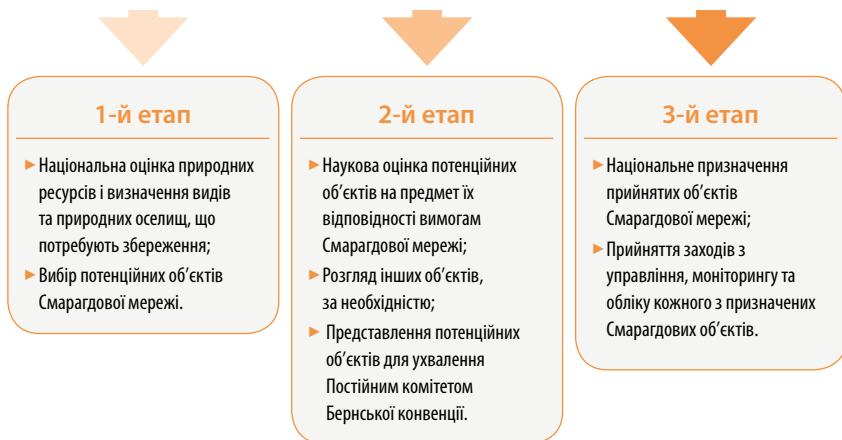 1-й етап
► Національна оцінка природних
ресурсів і визначення видів
та природних оселищ, що
потребують збереження;
► Вибір потенційних об’єктів
Смарагдової мережі.
2-й етап
► Наукова оцінка потенційних
об’єктів на предмет їх
відповідності вимогам
Смарагдової мережі;
► Розгляд інших об’єктів,
за необхідністю;
► Представлення потенційних
об’єктів для ухвалення
Постійним комітетом
Бернської конвенції.
3-й етап
► Національне призначення
прийнятих об’єктів
Смарагдової мережі;
► Прийняття заходів з
управління, моніторингу та
обліку кожного з призначених
Смарагдових об’єктів.